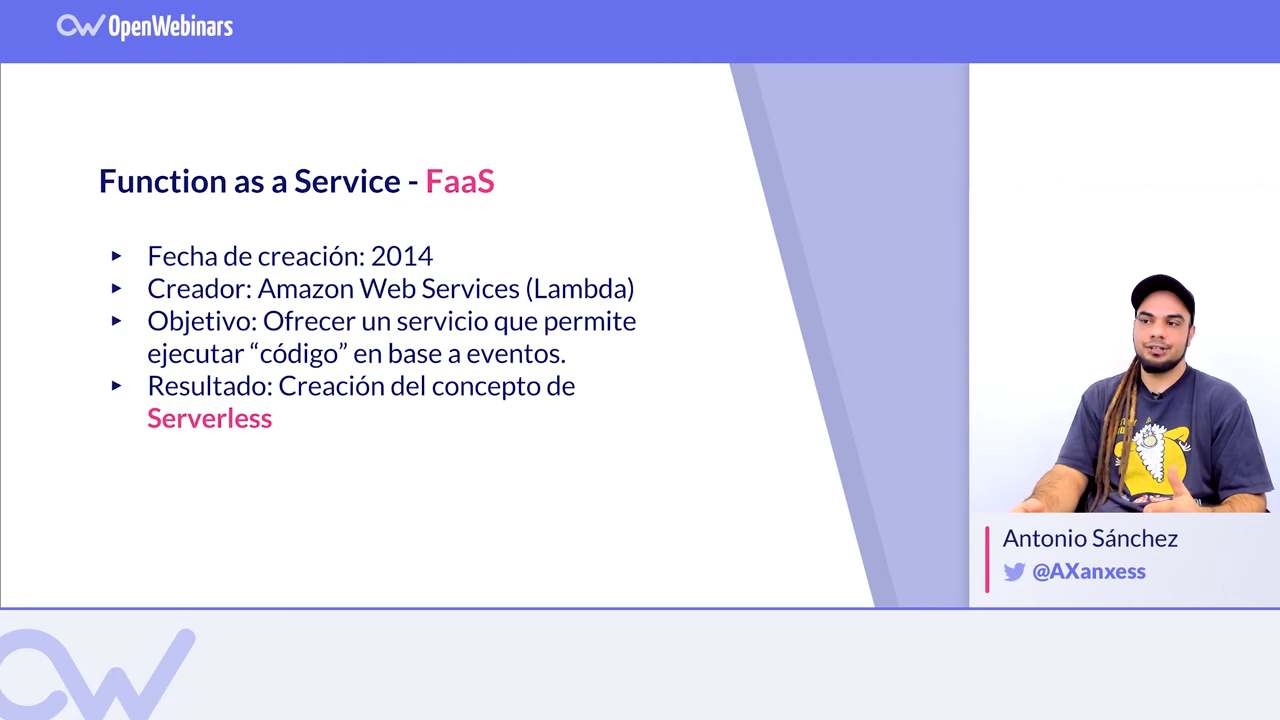 OpenWebinars
Function as a Service - FaaS
Fecha de creación: 2014
Creador: Amazon Web Services (Lambda)
Objetivo: Ofrecer un servicio que permite
ejecutar “código” en base a eventos.
Resultado: Creación del concepto de
Serverless
Antonio Sánchez
@AXanxess